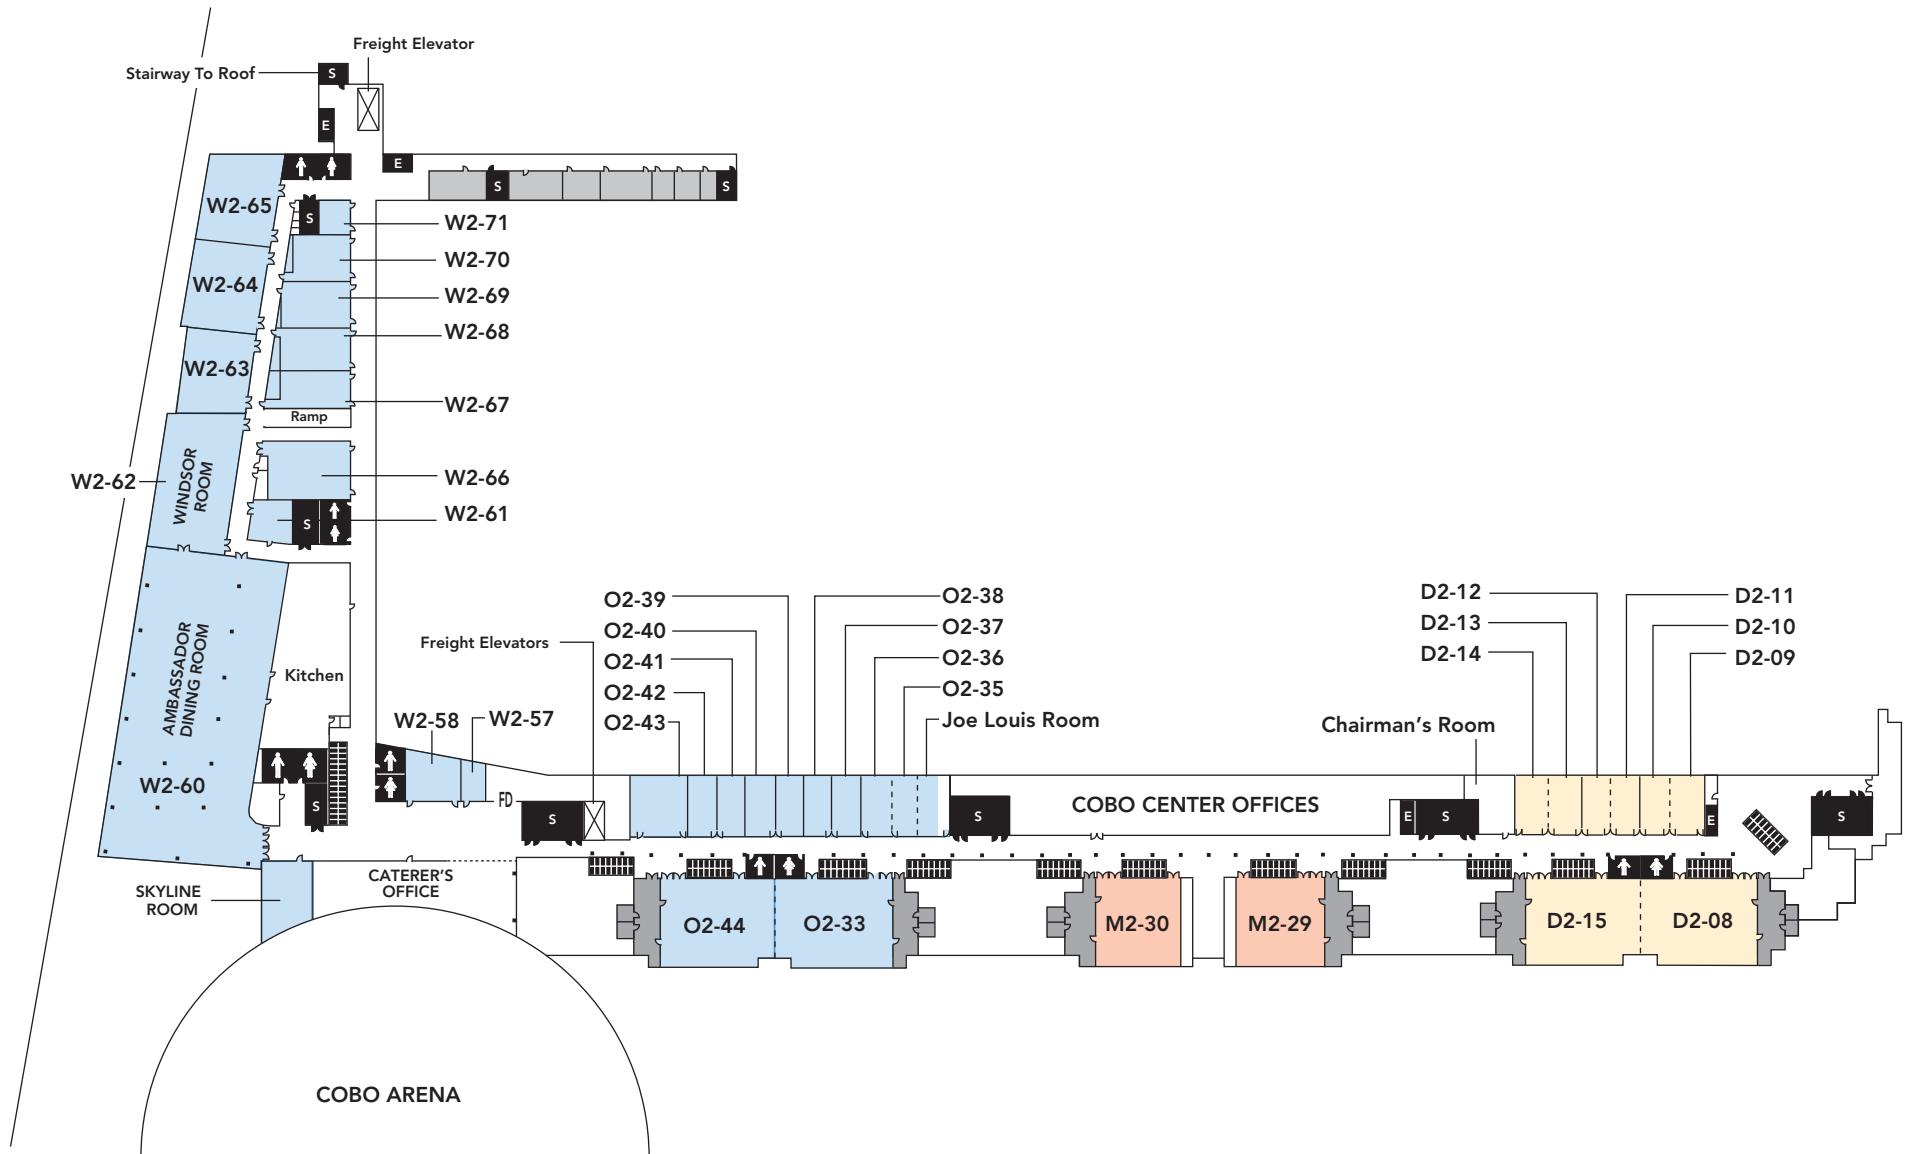 Freight Elevator
Stairway To Roof
S
E
E
S
S
W2-65
S
W2-71
W2-70
W2-64
W2-69
W2-68
W2-63
W2-67
Ramp
WINDSOR
ROOM
W2-62
W2-66
W2-61
S
AMBASSADOR
DINING ROOM
Kitchen
W2-60
S
W2-58
W2-57
FD
Freight Elevators
S
O2-39
O2-40
O2-41
O2-42
O2-43
O2-38
O2-37
O2-36
O2-35
Joe Louis Room
S
COBO CENTER OFFICES
Chairman's Room
E
S
D2-12
D2-13
D2-14
D2-11
D2-10
D2-09
E
S
SKYLINE
ROOM
CATERER'S
OFFICE
O2-44
O2-33
M2-30
M2-29
D2-15
D2-08
COBO ARENA